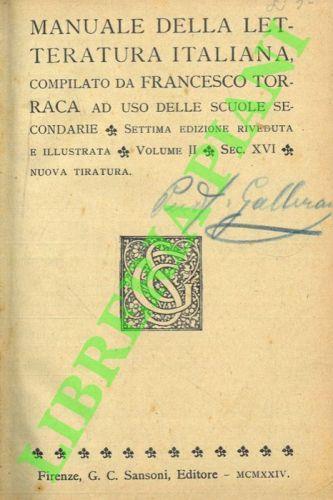 MANUALE DELLA LET-
TERATURA ITALIANA,
COMPILATO DA FRANCESCO TOR-
RACA AD USO DELLE SCUOLE SE-
CONDARIE ✤ SETTIMA EDIZIONE RIVEDUTA
E ILLUSTRATA ✤ VOLUME II ✤ SEC. XVI ✤
NUOVA TIRATURA.
Firenze, G. C. Sansoni, Editore – MCMXXIV.
LIBRERIA PIANI